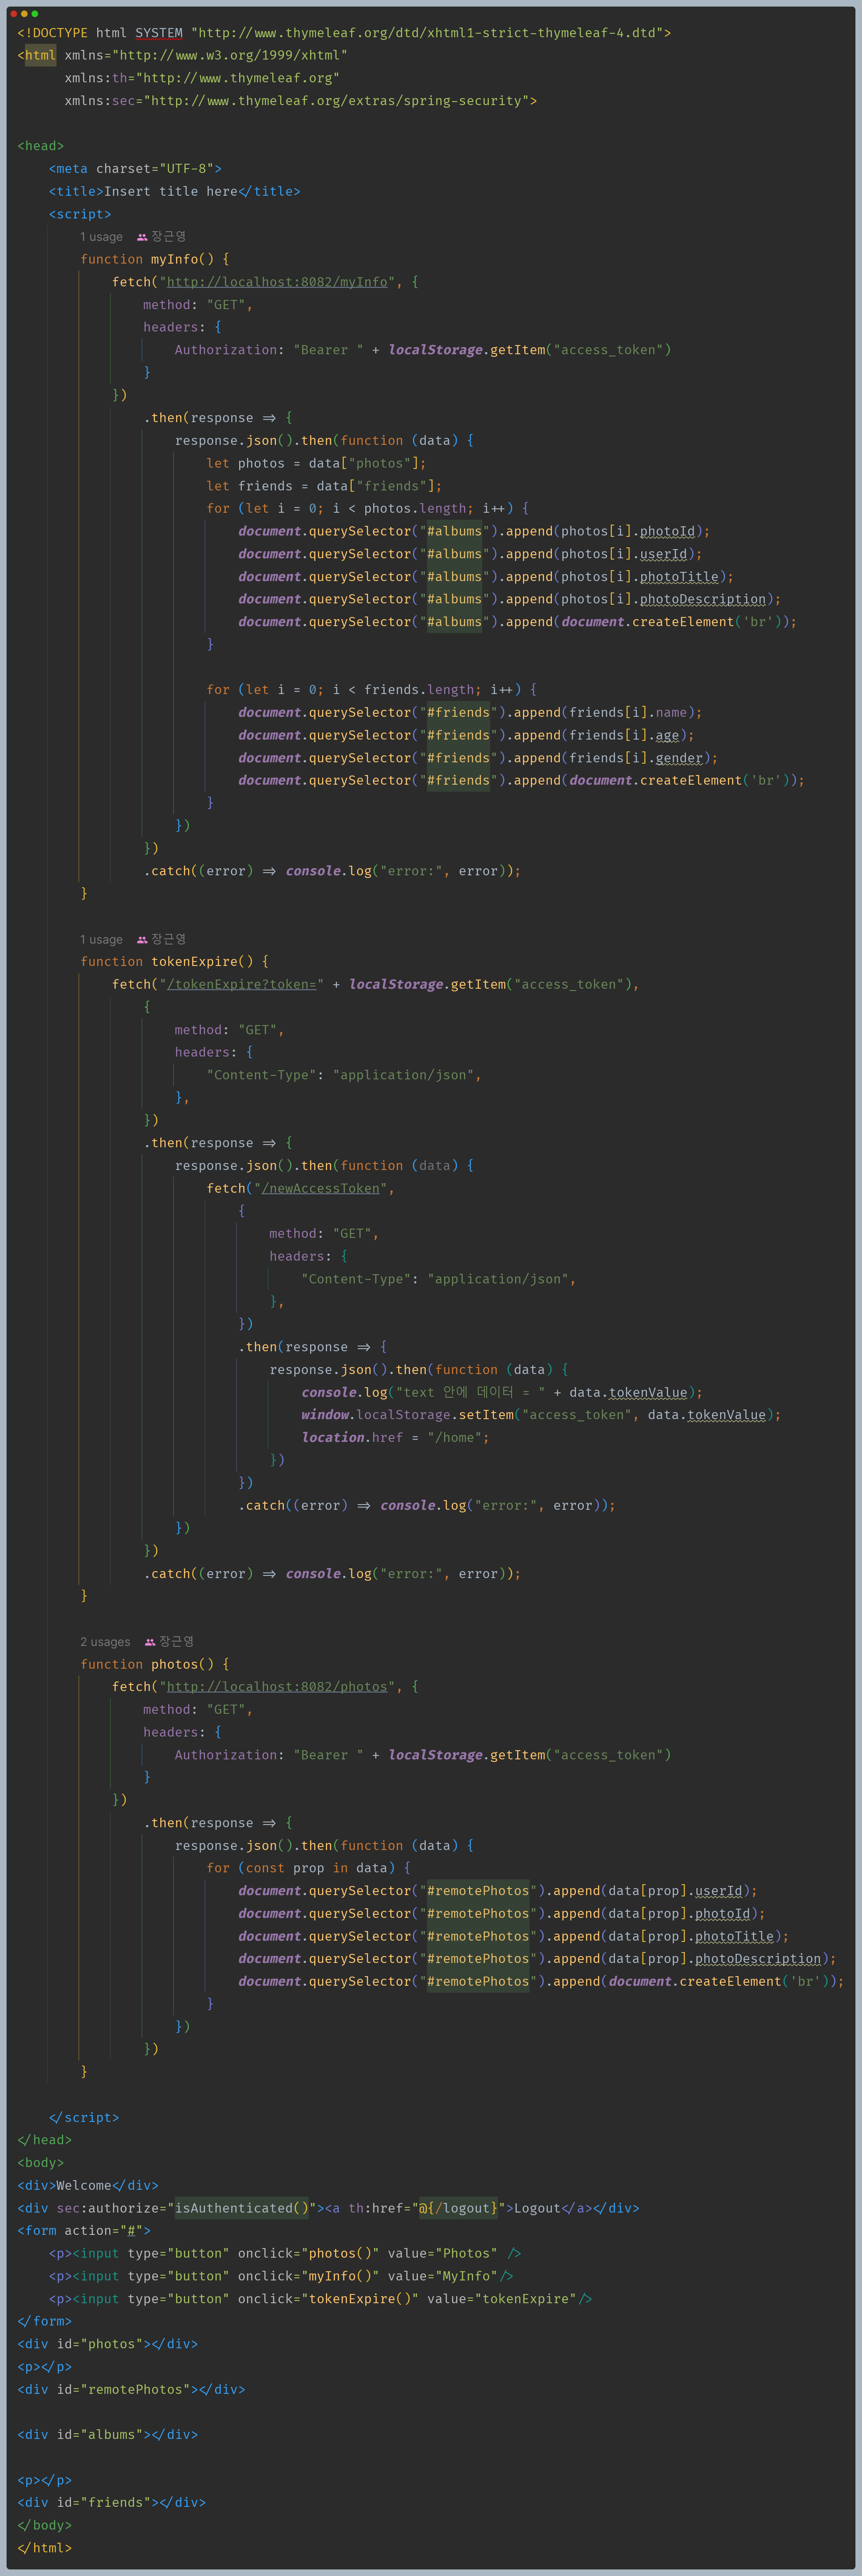 <!DOCTYPE html SYSTEM "http://www.thymeleaf.org/dtd/xhtml1-strict-thymeleaf-4.dtd">
<html xmlns="http://www.w3.org/1999/xhtml"
      xmlns:th="http://www.thymeleaf.org"
      xmlns:sec="http://www.thymeleaf.org/extras/spring-security">

<head>
    <meta charset="UTF-8">
    <title>Insert title here</title>
    <script>
        1 usage 장근영
        function myInfo() {
            fetch("http://localhost:8082/myInfo", {
                method: "GET",
                headers: {
                    Authorization: "Bearer " + localStorage.getItem("access_token")
                }
            })
                .then(response => {
                    response.json().then(function (data) {
                        let photos = data["photos"];
                        let friends = data["friends"];
                        for (let i = 0; i < photos.length; i++) {
                            document.querySelector("#albums").append(photos[i].photoId);
                            document.querySelector("#albums").append(photos[i].userId);
                            document.querySelector("#albums").append(photos[i].photoTitle);
                            document.querySelector("#albums").append(photos[i].photoDescription);
                            document.querySelector("#albums").append(document.createElement('br'));
                        }

                        for (let i = 0; i < friends.length; i++) {
                            document.querySelector("#friends").append(friends[i].name);
                            document.querySelector("#friends").append(friends[i].age);
                            document.querySelector("#friends").append(friends[i].gender);
                            document.querySelector("#friends").append(document.createElement('br'));
                        }
                    })
                })
                .catch((error) => console.log("error:", error));
        }

        1 usage 장근영
        function tokenExpire() {
            fetch("/tokenExpire?token=" + localStorage.getItem("access_token"),
                {
                    method: "GET",
                    headers: {
                        "Content-Type": "application/json",
                    },
                })
                .then(response => {
                    response.json().then(function (data) {
                        fetch("/newAccessToken",
                            {
                                method: "GET",
                                headers: {
                                    "Content-Type": "application/json",
                                },
                            })
                            .then(response => {
                                response.json().then(function (data) {
                                    console.log("text 안에 데이터 = " + data.tokenValue);
                                    window.localStorage.setItem("access_token", data.tokenValue);
                                    location.href = "/home";
                                })
                            })
                            .catch((error) => console.log("error:", error));
                    })
                })
                .catch((error) => console.log("error:", error));
        }

        2 usages 장근영
        function photos() {
            fetch("http://localhost:8082/photos", {
                method: "GET",
                headers: {
                    Authorization: "Bearer " + localStorage.getItem("access_token")
                }
            })
                .then(response => {
                    response.json().then(function (data) {
                        for (const prop in data) {
                            document.querySelector("#remotePhotos").append(data[prop].userId);
                            document.querySelector("#remotePhotos").append(data[prop].photoId);
                            document.querySelector("#remotePhotos").append(data[prop].photoTitle);
                            document.querySelector("#remotePhotos").append(data[prop].photoDescription);
                            document.querySelector("#remotePhotos").append(document.createElement('br'));
                        }
                    })
                })
        }

    </script>
</head>
<body>
<div>Welcome</div>
<div sec:authorize="isAuthenticated()"><a th:href="@{/logout}">Logout</a></div>
<form action="#">
    <p><input type="button" onclick="photos()" value="Photos" />
    <p><input type="button" onclick="myInfo()" value="MyInfo"/>
    <p><input type="button" onclick="tokenExpire()" value="tokenExpire"/>
</form>
<div id="photos"></div>
<p></p>
<div id="remotePhotos"></div>

<div id="albums"></div>

<p></p>
<div id="friends"></div>
</body>
</html>